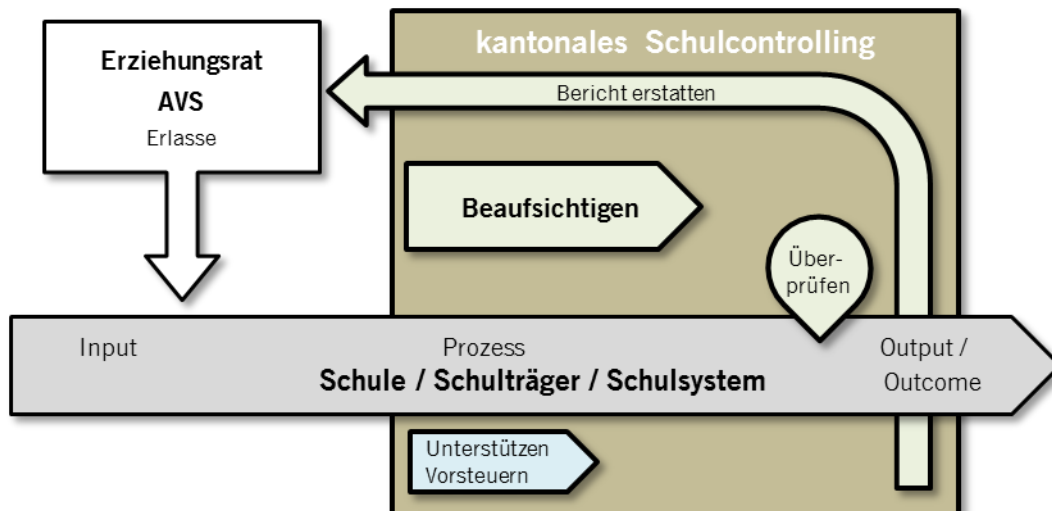 kantonales Schulcontrolling
Erziehungsrat
AVS
Erlasse
Bericht erstatten
Beaufsichtigen
Über-
prüfen
Input
Prozess
Output /
Outcome
Schule / Schulträger / Schulsystem
Unterstützen
Vorsteuern